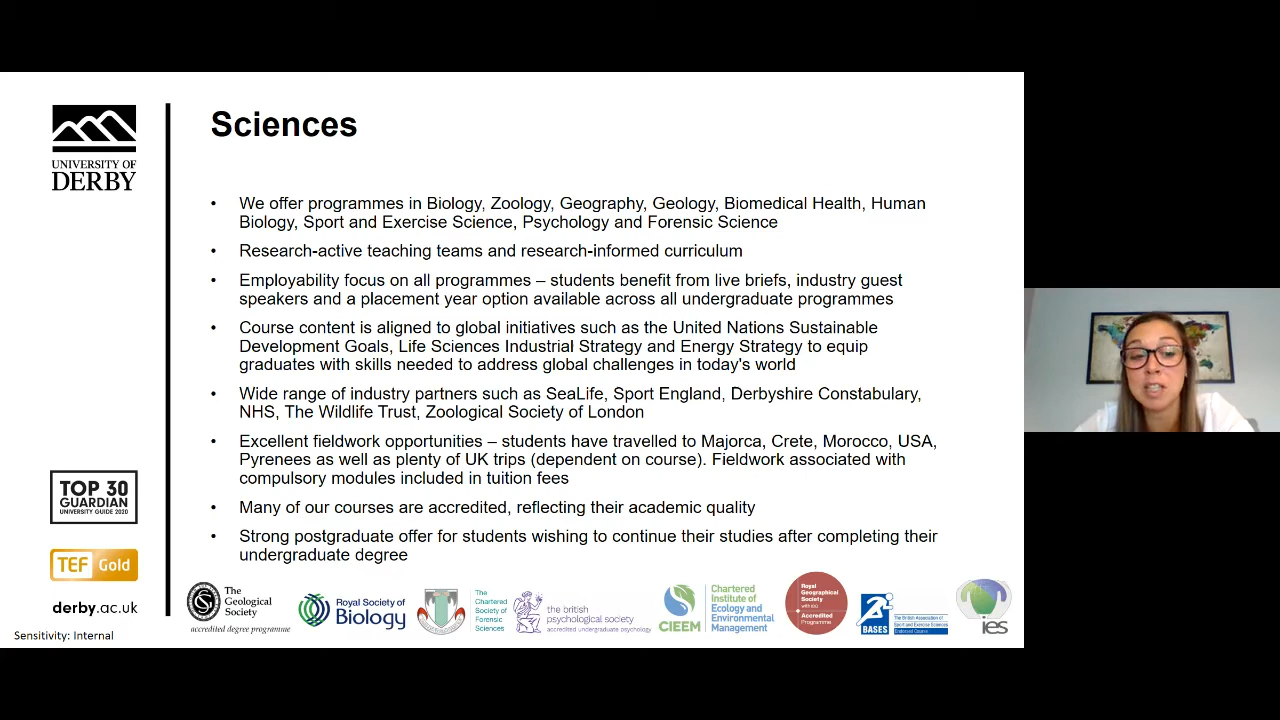 Sciences
UNIVERSITY OF
DERBY
• We offer programmes in Biology, Zoology, Geography, Geology, Biomedical Health, Human
Biology, Sport and Exercise Science, Psychology and Forensic Science
• Research-active teaching teams and research-informed curriculum
• Employability focus on all programmes – students benefit from live briefs, industry guest
speakers and a placement year option available across all undergraduate programmes
• Course content is aligned to global initiatives such as the United Nations Sustainable
Development Goals, Life Sciences Industrial Strategy and Energy Strategy to equip
graduates with skills needed to address global challenges in today's world
• Wide range of industry partners such as SeaLife, Sport England, Derbyshire Constabulary,
NHS, The Wildlife Trust, Zoological Society of London
• Excellent fieldwork opportunities – students have travelled to Majorca, Crete, Morocco, USA,
Pyrenees as well as plenty of UK trips (dependent on course). Fieldwork associated with
compulsory modules included in tuition fees
• Many of our courses are accredited, reflecting their academic quality
• Strong postgraduate offer for students wishing to continue their studies after completing their
undergraduate degree
TOP 30
GUARDIAN
UNIVERSITY GUIDE 2020
TEF Gold
derby.ac.uk
Sensitivity: Internal
The
Geological
Society
accredited degree programme
Royal Society of
Biology
The
Chartered
Society of
Forensic
Sciences
the british
psychological society
accredited undergraduate psychology
CIEEM
Chartered
Institute of
Ecology and
Environmental
Management
Royal
Geographical
Society
with IBG
Accredited
Programme
BASES
The British Association of
Sport and Exercise Sciences
Endorsed Course
ies